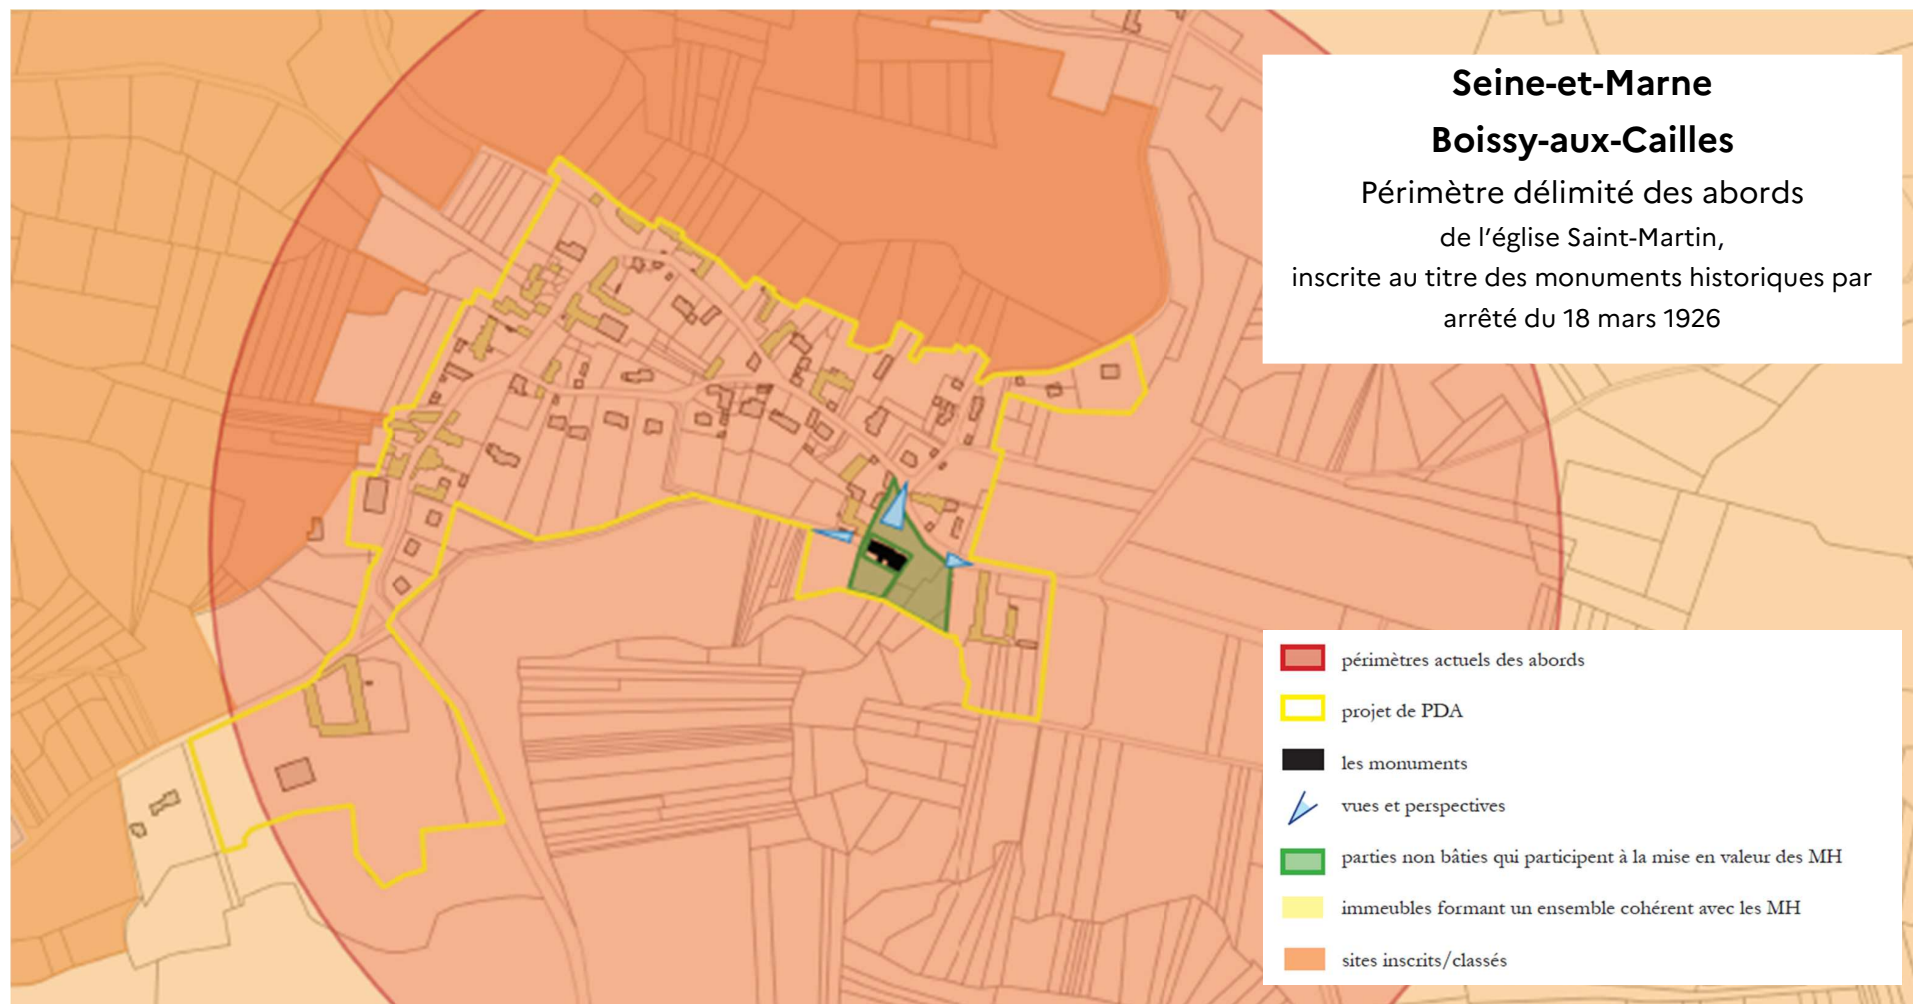 Seine-et-Marne
Boissy-aux-Cailles
Périmètre délimité des abords
de l'église Saint-Martin,
inscrite au titre des monuments historiques par
arrêté du 18 mars 1926
périmètres actuels des abords
projet de PDA
les monuments
vues et perspectives
parties non bâties qui participent à la mise en valeur des MH
immeubles formant un ensemble cohérent avec les MH
sites inscrits/classés